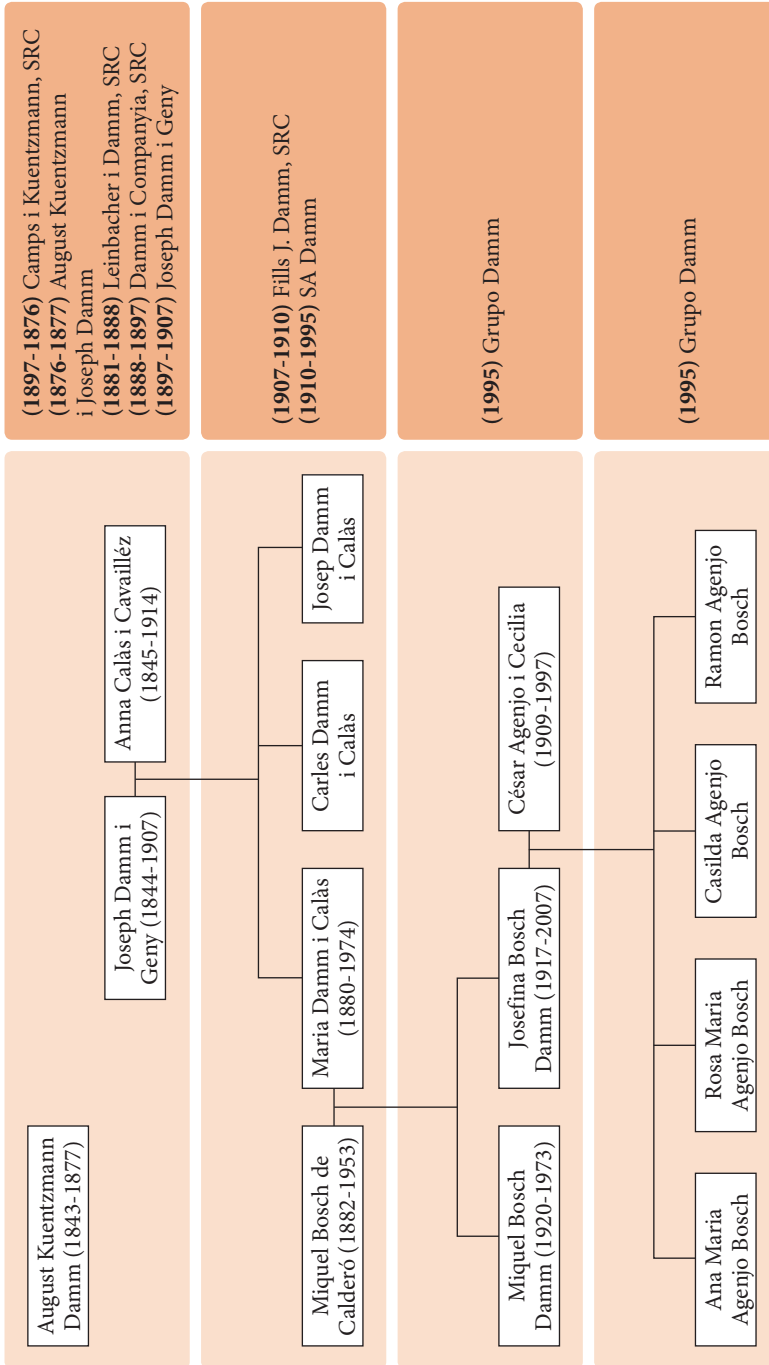 August Kuentzmann
Damm (1843-1877)
Joseph Damm i
Geny (1844-1907)
Anna Calàs i Cavailléz
(1845-1914)
(1897-1876) Camps i Kuentzmann, SRC
(1876-1877) August Kuentzmann
i Joseph Damm
(1881-1888) Leinbacher i Damm, SRC
(1888-1897) Damm i Companyia, SRC
(1897-1907) Joseph Damm i Geny
Miquel Bosch de
Calderó (1882-1953)
Maria Damm i Calàs
(1880-1974)
Carles Damm
i Calàs
Josep Damm
i Calàs
(1907-1910) Fills J. Damm, SRC
(1910-1995) SA Damm
Miquel Bosch
Damm (1920-1973)
Josefina Bosch
Damm (1917-2007)
César Agenjo i Cecilia
(1909-1997)
(1995) Grupo Damm
Ana Maria
Agenjo Bosch
Rosa Maria
Agenjo Bosch
Casilda Agenjo
Bosch
Ramon Agenjo
Bosch
(1995) Grupo Damm